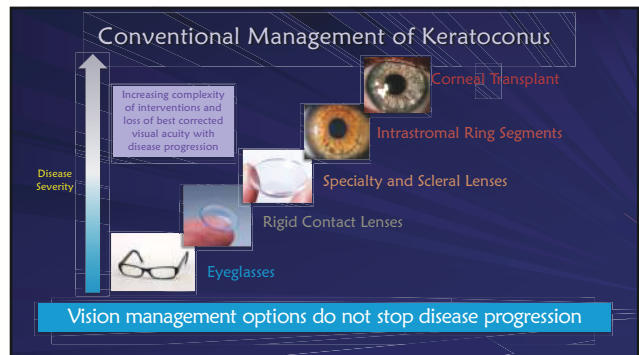 Conventional Management of Keratoconus
Corneal Transplant
Increasing complexity
of interventions and
loss of best corrected
visual acuity with
disease progression
Intrastromal Ring Segments
Disease
Severity
Specialty and Scleral Lenses
Rigid Contact Lenses
Eyeglasses
Vision management options do not stop disease progression